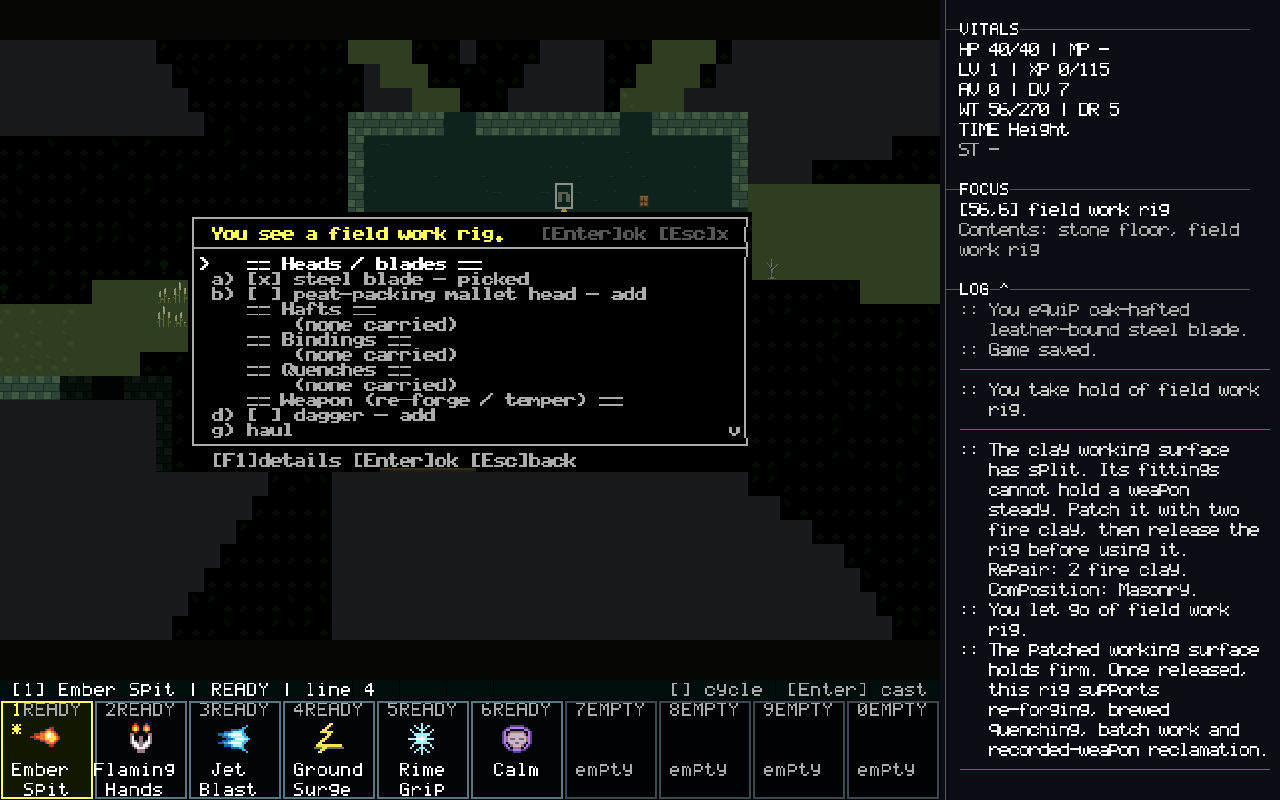 You see a field work rig. [Enter]ok [Esc]x
> == Heads / blades ==
a) [x] steel blade — picked
b) [ ] peat-packing mallet head — add
== Hafts ==
(none carried)
== Bindings ==
(none carried)
== Quenches ==
(none carried)
== Weapon (re-forge / temper) ==
d) [ ] dagger — add
g) haul v
[F1]details [Enter]ok [Esc]back
n
[1] Ember Spit | READY | line 4 [] cycle [Enter] cast
1READY 2READY 3READY 4READY 5READY 6READY 7EMPTY 8EMPTY 9EMPTY 0EMPTY
*
Ember Spit
Flaming Hands
Jet Blast
Ground Surge
Rime Grip
Calm
empty
empty
empty
empty
VITALS
HP 40/40 | MP -
LV 1 | XP 0/115
AV 0 | DV 7
WT 56/270 | DR 5
TIME Height
ST -
FOCUS
[56,6] field work rig
Contents: stone floor, field
work rig
LOG ^
:: You equip oak-hafted
leather-bound steel blade.
:: Game saved.
:: You take hold of field work
rig.
:: The clay working surface
has split. Its fittings
cannot hold a weapon
steady. Patch it with two
fire clay, then release the
rig before using it.
Repair: 2 fire clay.
Composition: Masonry.
:: You let go of field work
rig.
:: The patched working surface
holds firm. Once released,
this rig supports
re-forging, brewed
quenching, batch work and
recorded-weapon reclamation.